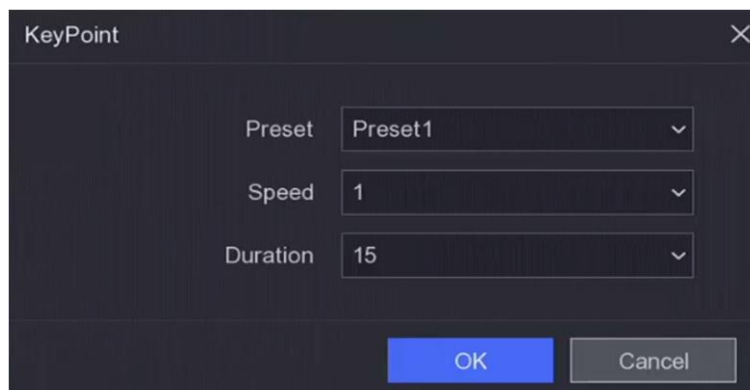 KeyPoint
Preset Preset1
Speed 1
Duration 15
OK Cancel